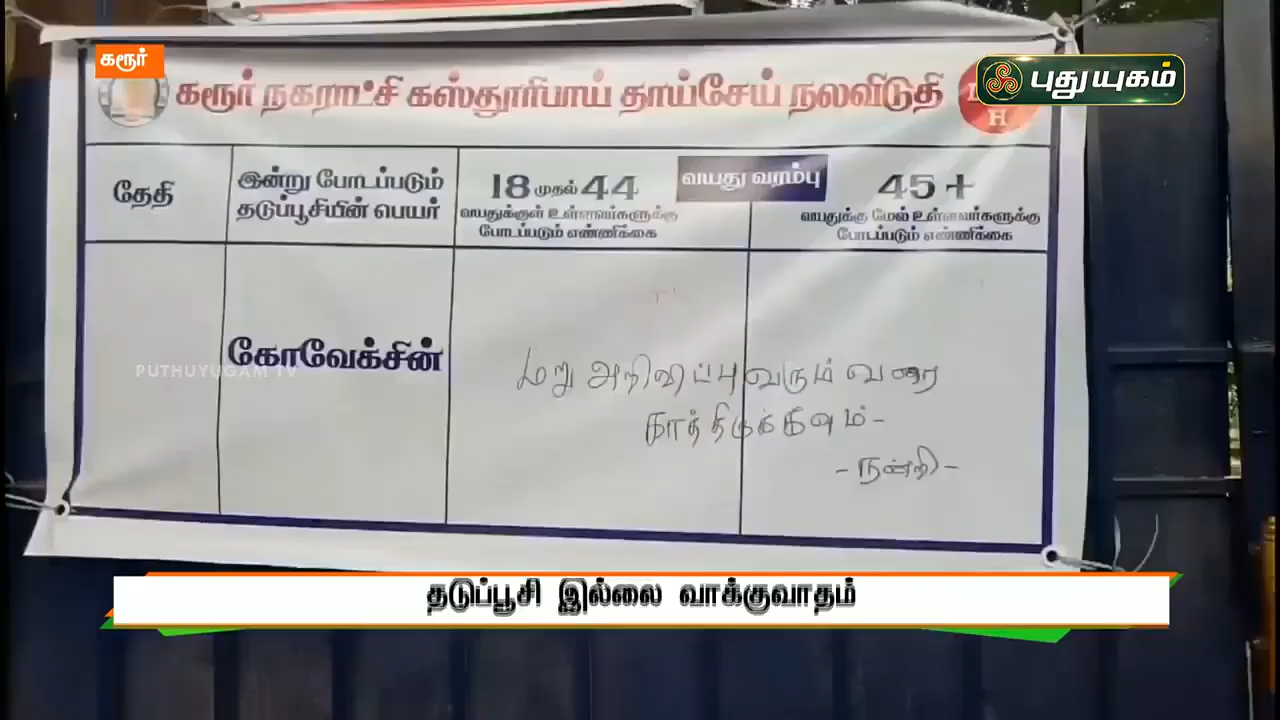 கரூர்
புதுயுகம்
கரூர் நகராட்சி கஸ்தூரிபாய் தாய்சேய் நலவிடுதி
H
தேதி
இன்று போடப்படும்
தடுப்பூசியின் பெயர்
18 முதல் 44
வயதுக்குள் உள்ளவர்களுக்கு
போடப்படும் எண்ணிக்கை
வயது வரம்பு
45 +
வயதுக்கு மேல் உள்ளவர்களுக்கு
போடப்படும் எண்ணிக்கை
கோவேக்சின்
PUTHUYUGAM TV
மறு அறிவிப்பு வரும் வரை
காத்திருக்கவும் -
- நன்றி -
தடுப்பூசி இல்லை வாக்குவாதம்